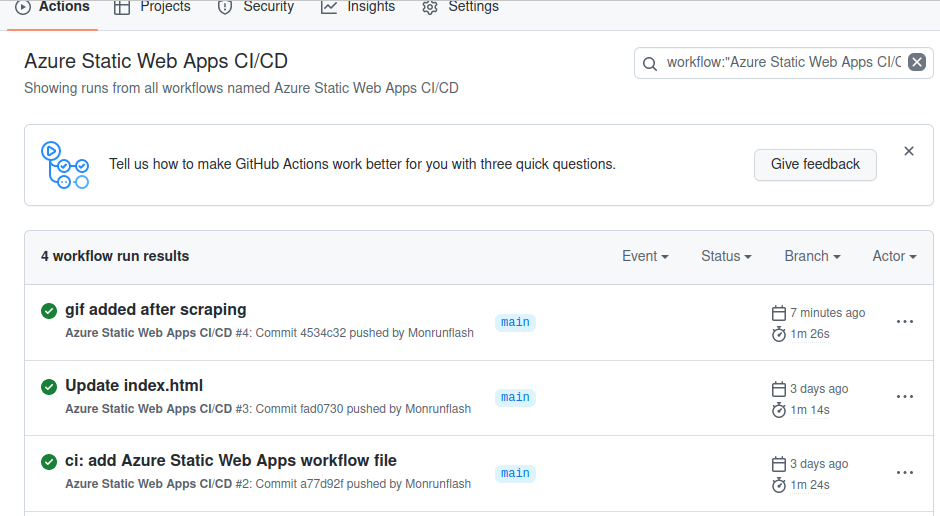 Actions Projects Security Insights Settings
Azure Static Web Apps CI/CD
workflow:"Azure Static Web Apps CI/C
Showing runs from all workflows named Azure Static Web Apps CI/CD
Tell us how to make GitHub Actions work better for you with three quick questions.
Give feedback
4 workflow run results
Event Status Branch Actor
gif added after scraping
Azure Static Web Apps CI/CD #4: Commit 4534c32 pushed by Monrunflash
main
7 minutes ago
1m 26s
Update index.html
Azure Static Web Apps CI/CD #3: Commit fad0730 pushed by Monrunflash
main
3 days ago
1m 14s
ci: add Azure Static Web Apps workflow file
Azure Static Web Apps CI/CD #2: Commit a77d92f pushed by Monrunflash
main
3 days ago
1m 24s